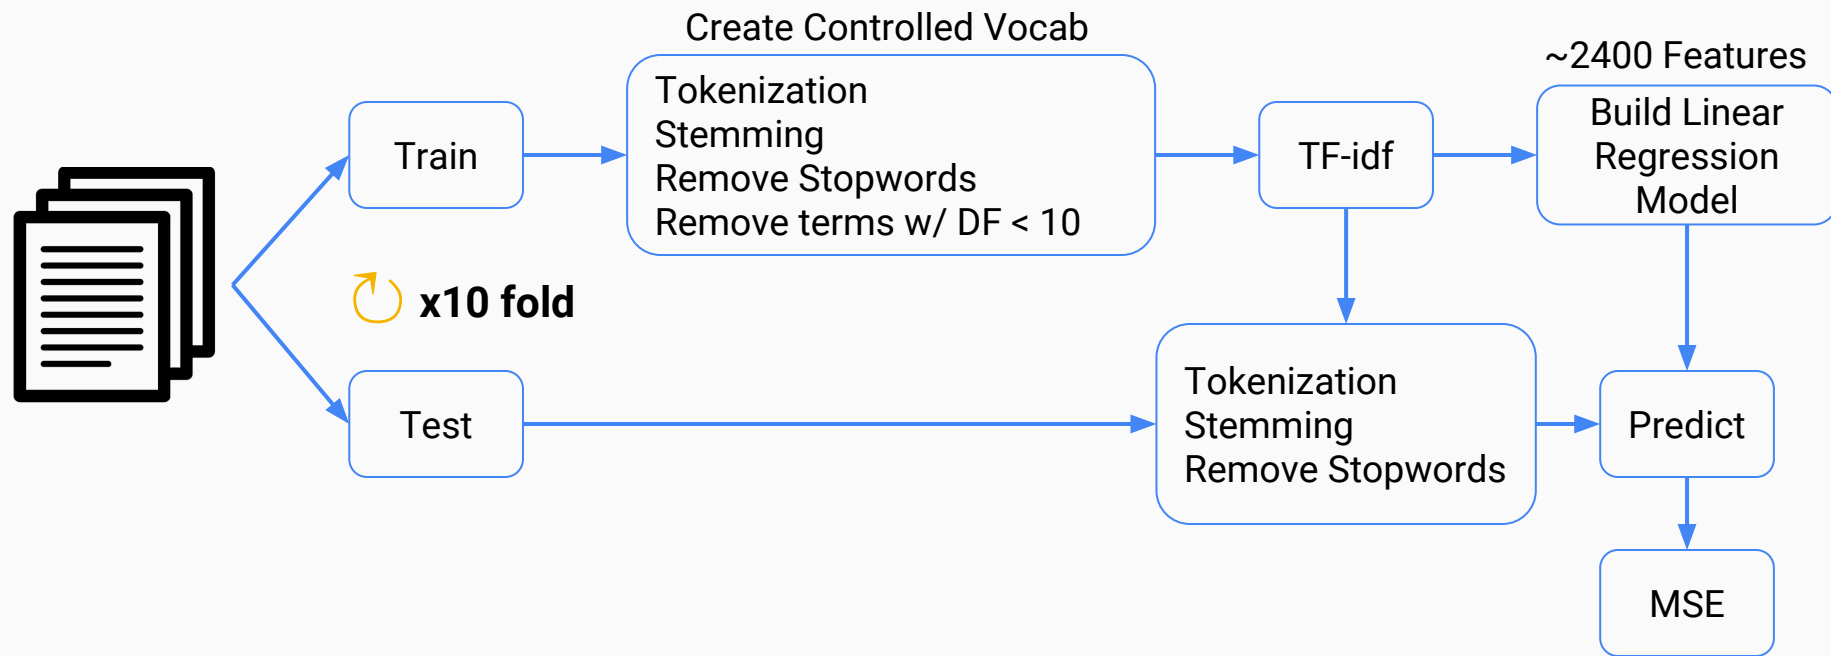 Create Controlled Vocab
~2400 Features
Train
Tokenization
Stemming
Remove Stopwords
Remove terms w/ DF < 10
TF-idf
Build Linear
Regression
Model
x10 fold
Test
Tokenization
Stemming
Remove Stopwords
Predict
MSE